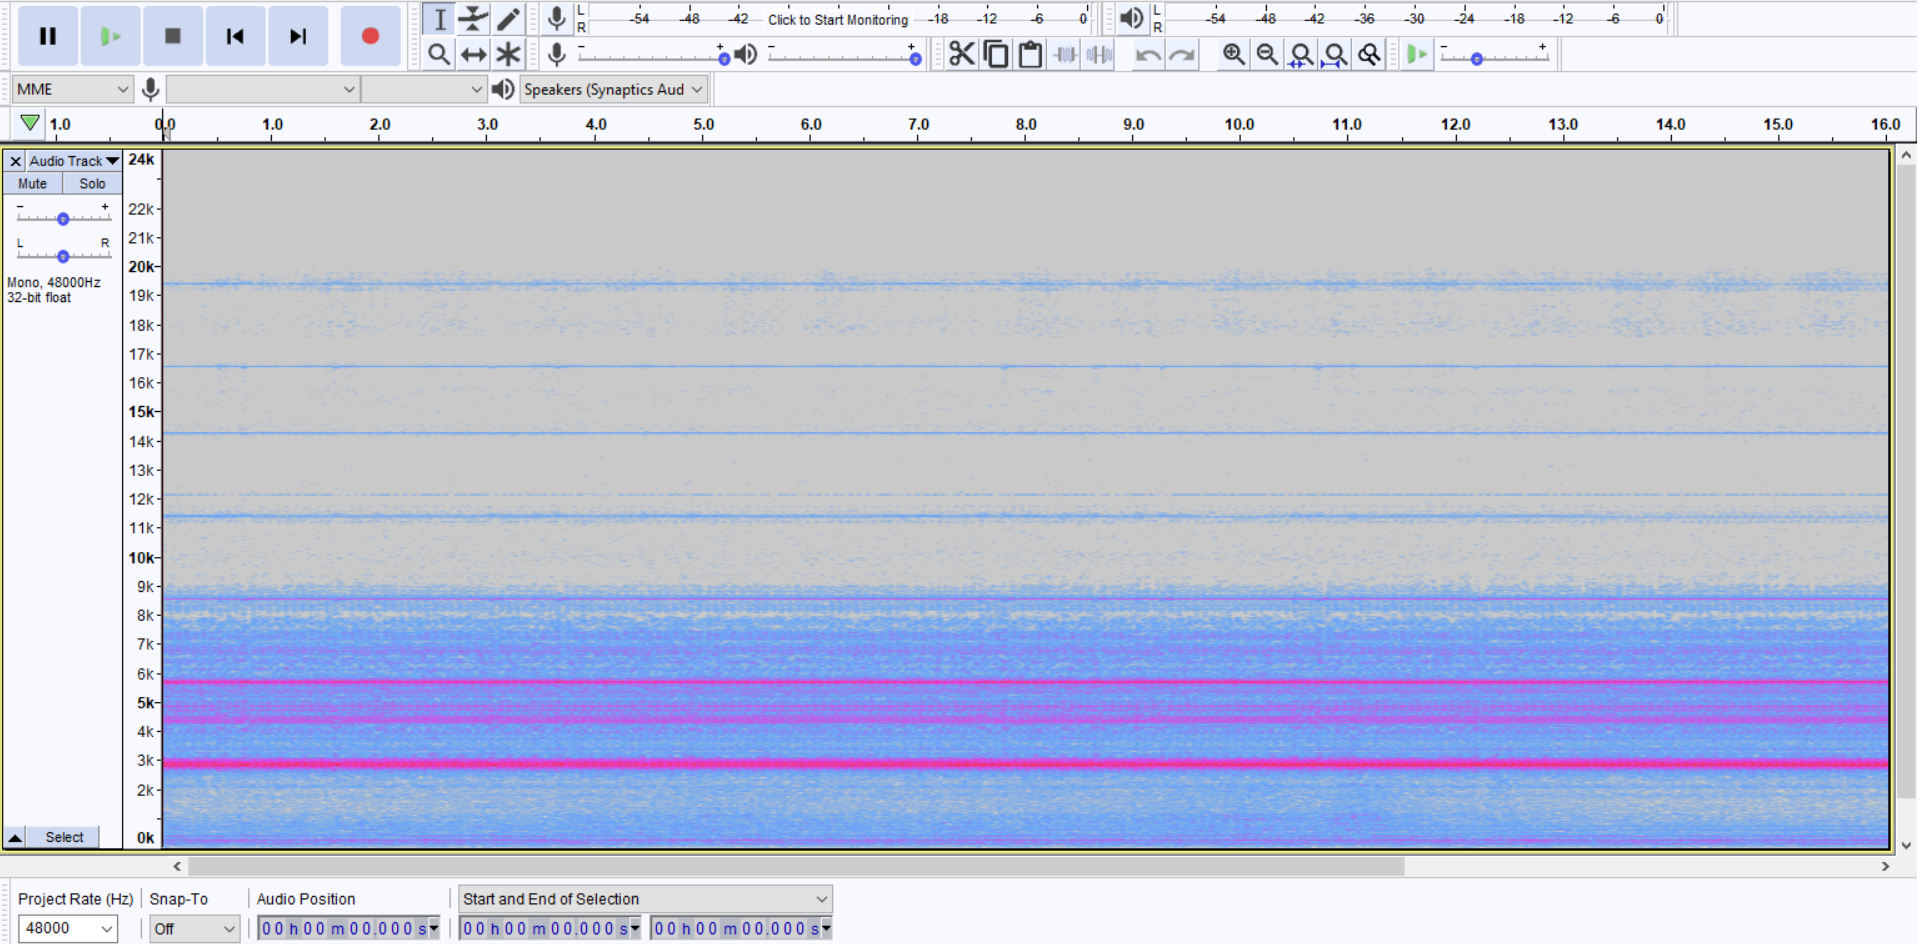 L
R
-54 -48 -42 Click to Start Monitoring -18 -12 -6 0
L
R
-54 -48 -42 -36 -30 -24 -18 -12 -6 0
- +
- +
- +
MME
Speakers (Synaptics Aud
1.0 0.0 1.0 2.0 3.0 4.0 5.0 6.0 7.0 8.0 9.0 10.0 11.0 12.0 13.0 14.0 15.0 16.0
X Audio Track
Mute Solo
- +
L R
Mono, 48000Hz
32-bit float
Select
24k
22k
21k
20k
19k
18k
17k
16k
15k
14k
13k
12k
11k
10k
9k
8k
7k
6k
5k
4k
3k
2k
0k
Project Rate (Hz) Snap-To Audio Position Start and End of Selection
48000 Off 00 h 00 m 00.000 s 00 h 00 m 00.000 s 00 h 00 m 00.000 s